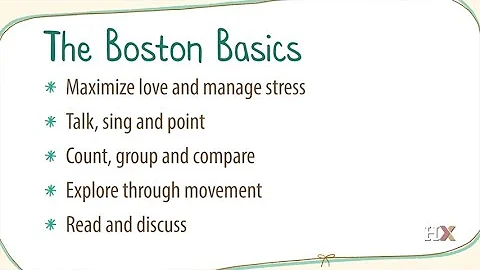 The Boston Basics
Maximize love and manage stress
Talk, sing and point
Count, group and compare
Explore through movement
Read and discuss
HX